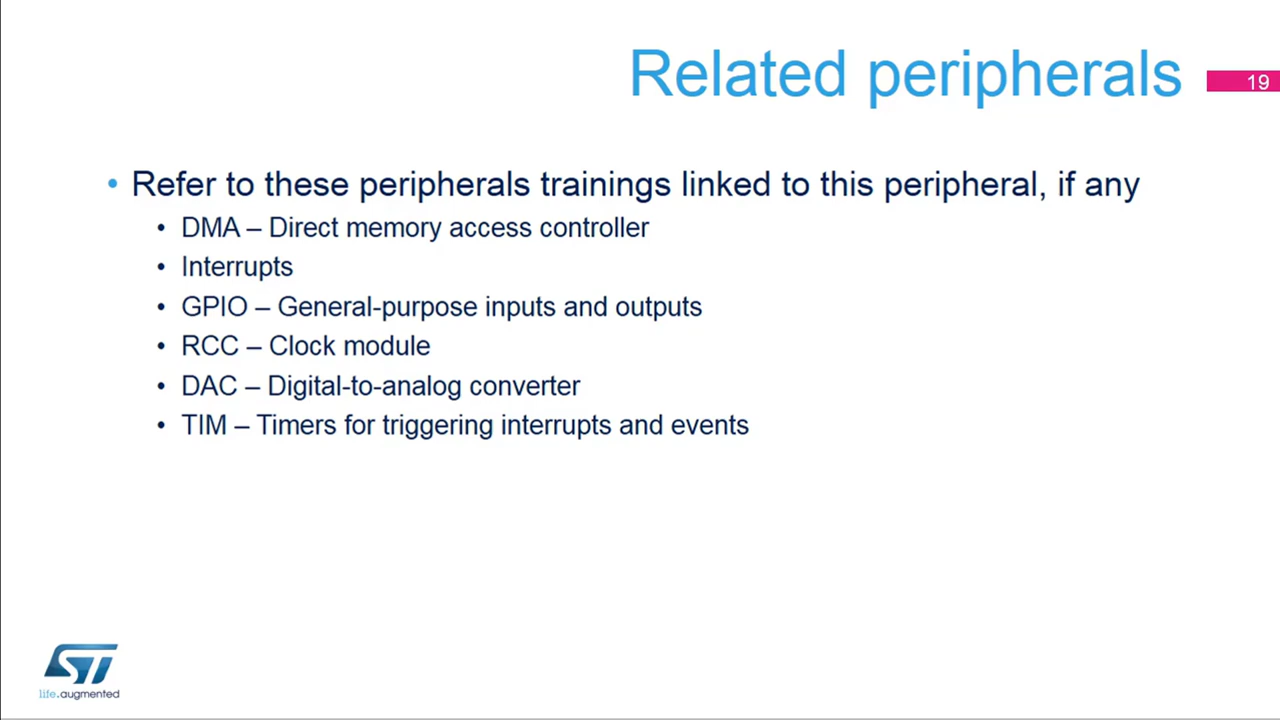 Related peripherals
19
• Refer to these peripherals trainings linked to this peripheral, if any
• DMA – Direct memory access controller
• Interrupts
• GPIO – General-purpose inputs and outputs
• RCC – Clock module
• DAC – Digital-to-analog converter
• TIM – Timers for triggering interrupts and events
ST
life.augmented